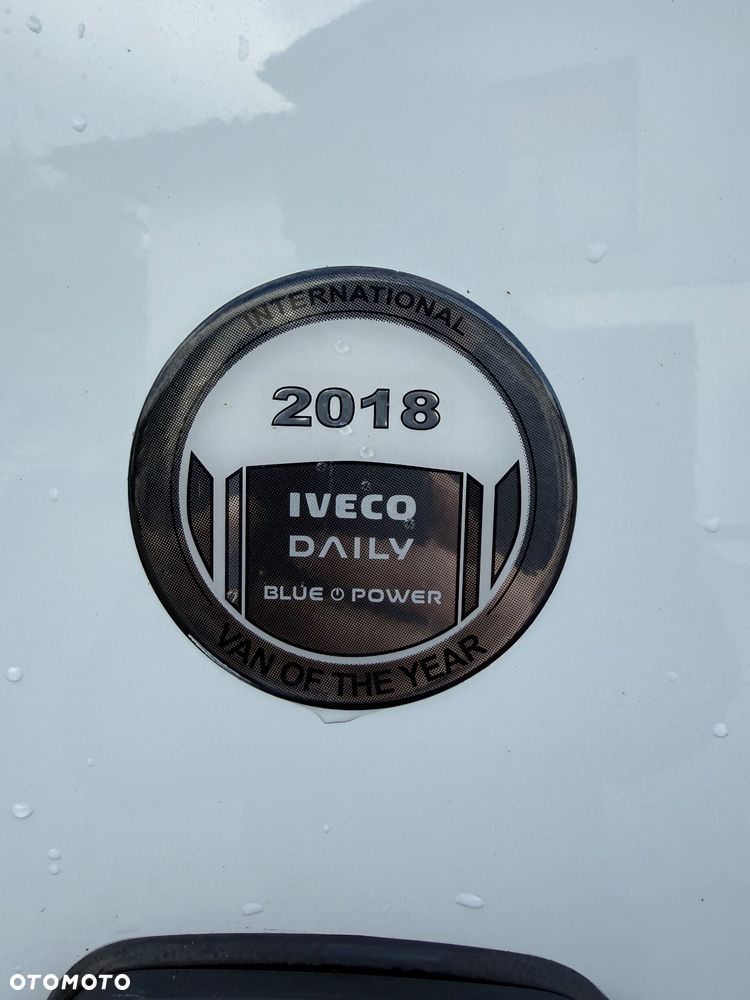 INTERNATIONAL
2018
IVECO
DAILY
BLUE POWER
VAN OF THE YEAR
OTOMOTO